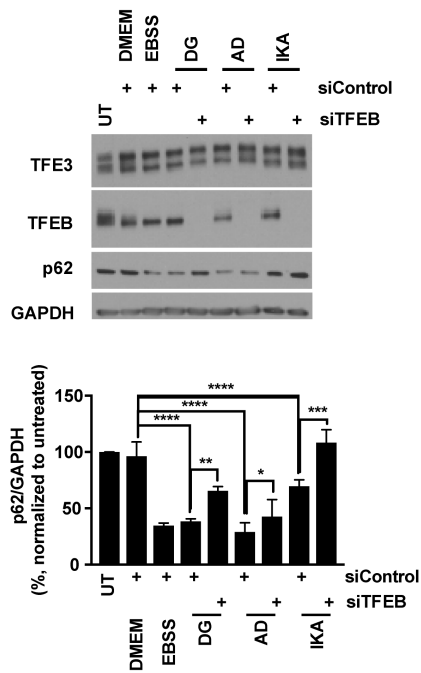 DMEM EBSS DG AD IKA
+ + + + + siControl
UT + + + siTFEB
TFE3
TFEB
p62
GAPDH
p62/GAPDH
(%, normalized to untreated)
150
100
50
0
****
****
****
** * ***
UT + + + + + siControl
+ + + siTFEB
DMEM EBSS DG AD IKA